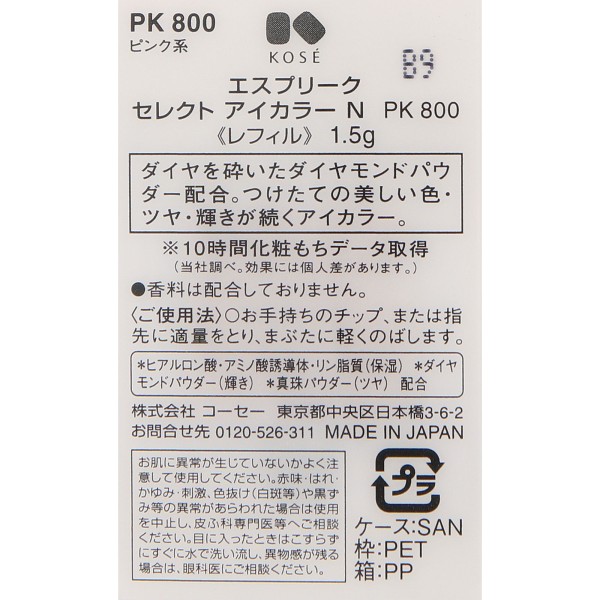 PK 800
ピンク系
KOSÉ
B9
エスプリーク
セレクト アイカラー N PK 800
《レフィル》 1.5g
ダイヤを砕いたダイヤモンドパウ
ダー配合。つけたての美しい色・
ツヤ・輝きが続くアイカラー。
※10時間化粧もちデータ取得
(当社調べ。効果には個人差があります。)
●香料は配合しておりません。
〈ご使用法〉○お手持ちのチップ、または指
先に適量をとり、まぶたに軽くのばします。
*ヒアルロン酸・アミノ酸誘導体・リン脂質(保湿) *ダイヤ
モンドパウダー(輝き) *真珠パウダー(ツヤ) 配合
株式会社 コーセー 東京都中央区日本橋3-6-2
お問合せ先 0120-526-311 MADE IN JAPAN
お肌に異常が生じていないかよく注
意して使用してください。赤味・はれ・
かゆみ・刺激、色抜け(白斑等)や黒ず
み等の異常があらわれた場合は使用
を中止し、皮ふ科専門医等へご相談く
ださい。目に入ったときはこすらず
にすぐに水で洗い流し、異物感が残る
場合は、眼科医にご相談ください。
プラ
ケース:SAN
枠:PET
箱:PP